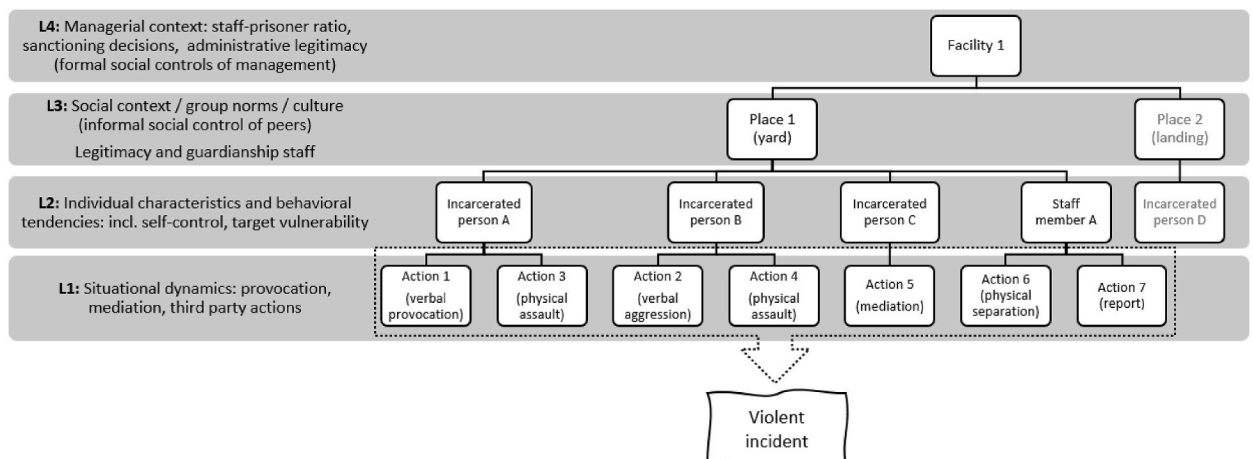 L4: Managerial context: staff-prisoner ratio,
sanctioning decisions, administrative legitimacy
(formal social controls of management)
Facility 1
L3: Social context / group norms / culture
(informal social control of peers)
Legitimacy and guardianship staff
Place 1
(yard)
Place 2
(landing)
L2: Individual characteristics and behavioral
tendencies: incl. self-control, target vulnerability
Incarcerated
person A
Incarcerated
person B
Incarcerated
person C
Staff
member A
Incarcerated
person D
L1: Situational dynamics: provocation,
mediation, third party actions
Action 1
(verbal
provocation)
Action 3
(physical
assault)
Action 2
(verbal
aggression)
Action 4
(physical
assault)
Action 5
(mediation)
Action 6
(physical
separation)
Action 7
(report)
Violent
incident